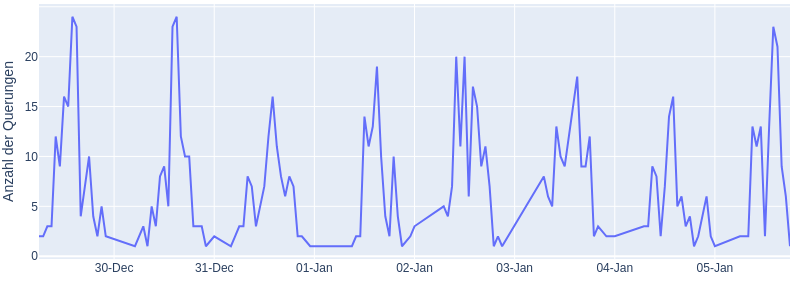 Anzahl der Querungen
20
15
10
5
0
30-Dec
31-Dec
01-Jan
02-Jan
03-Jan
04-Jan
05-Jan